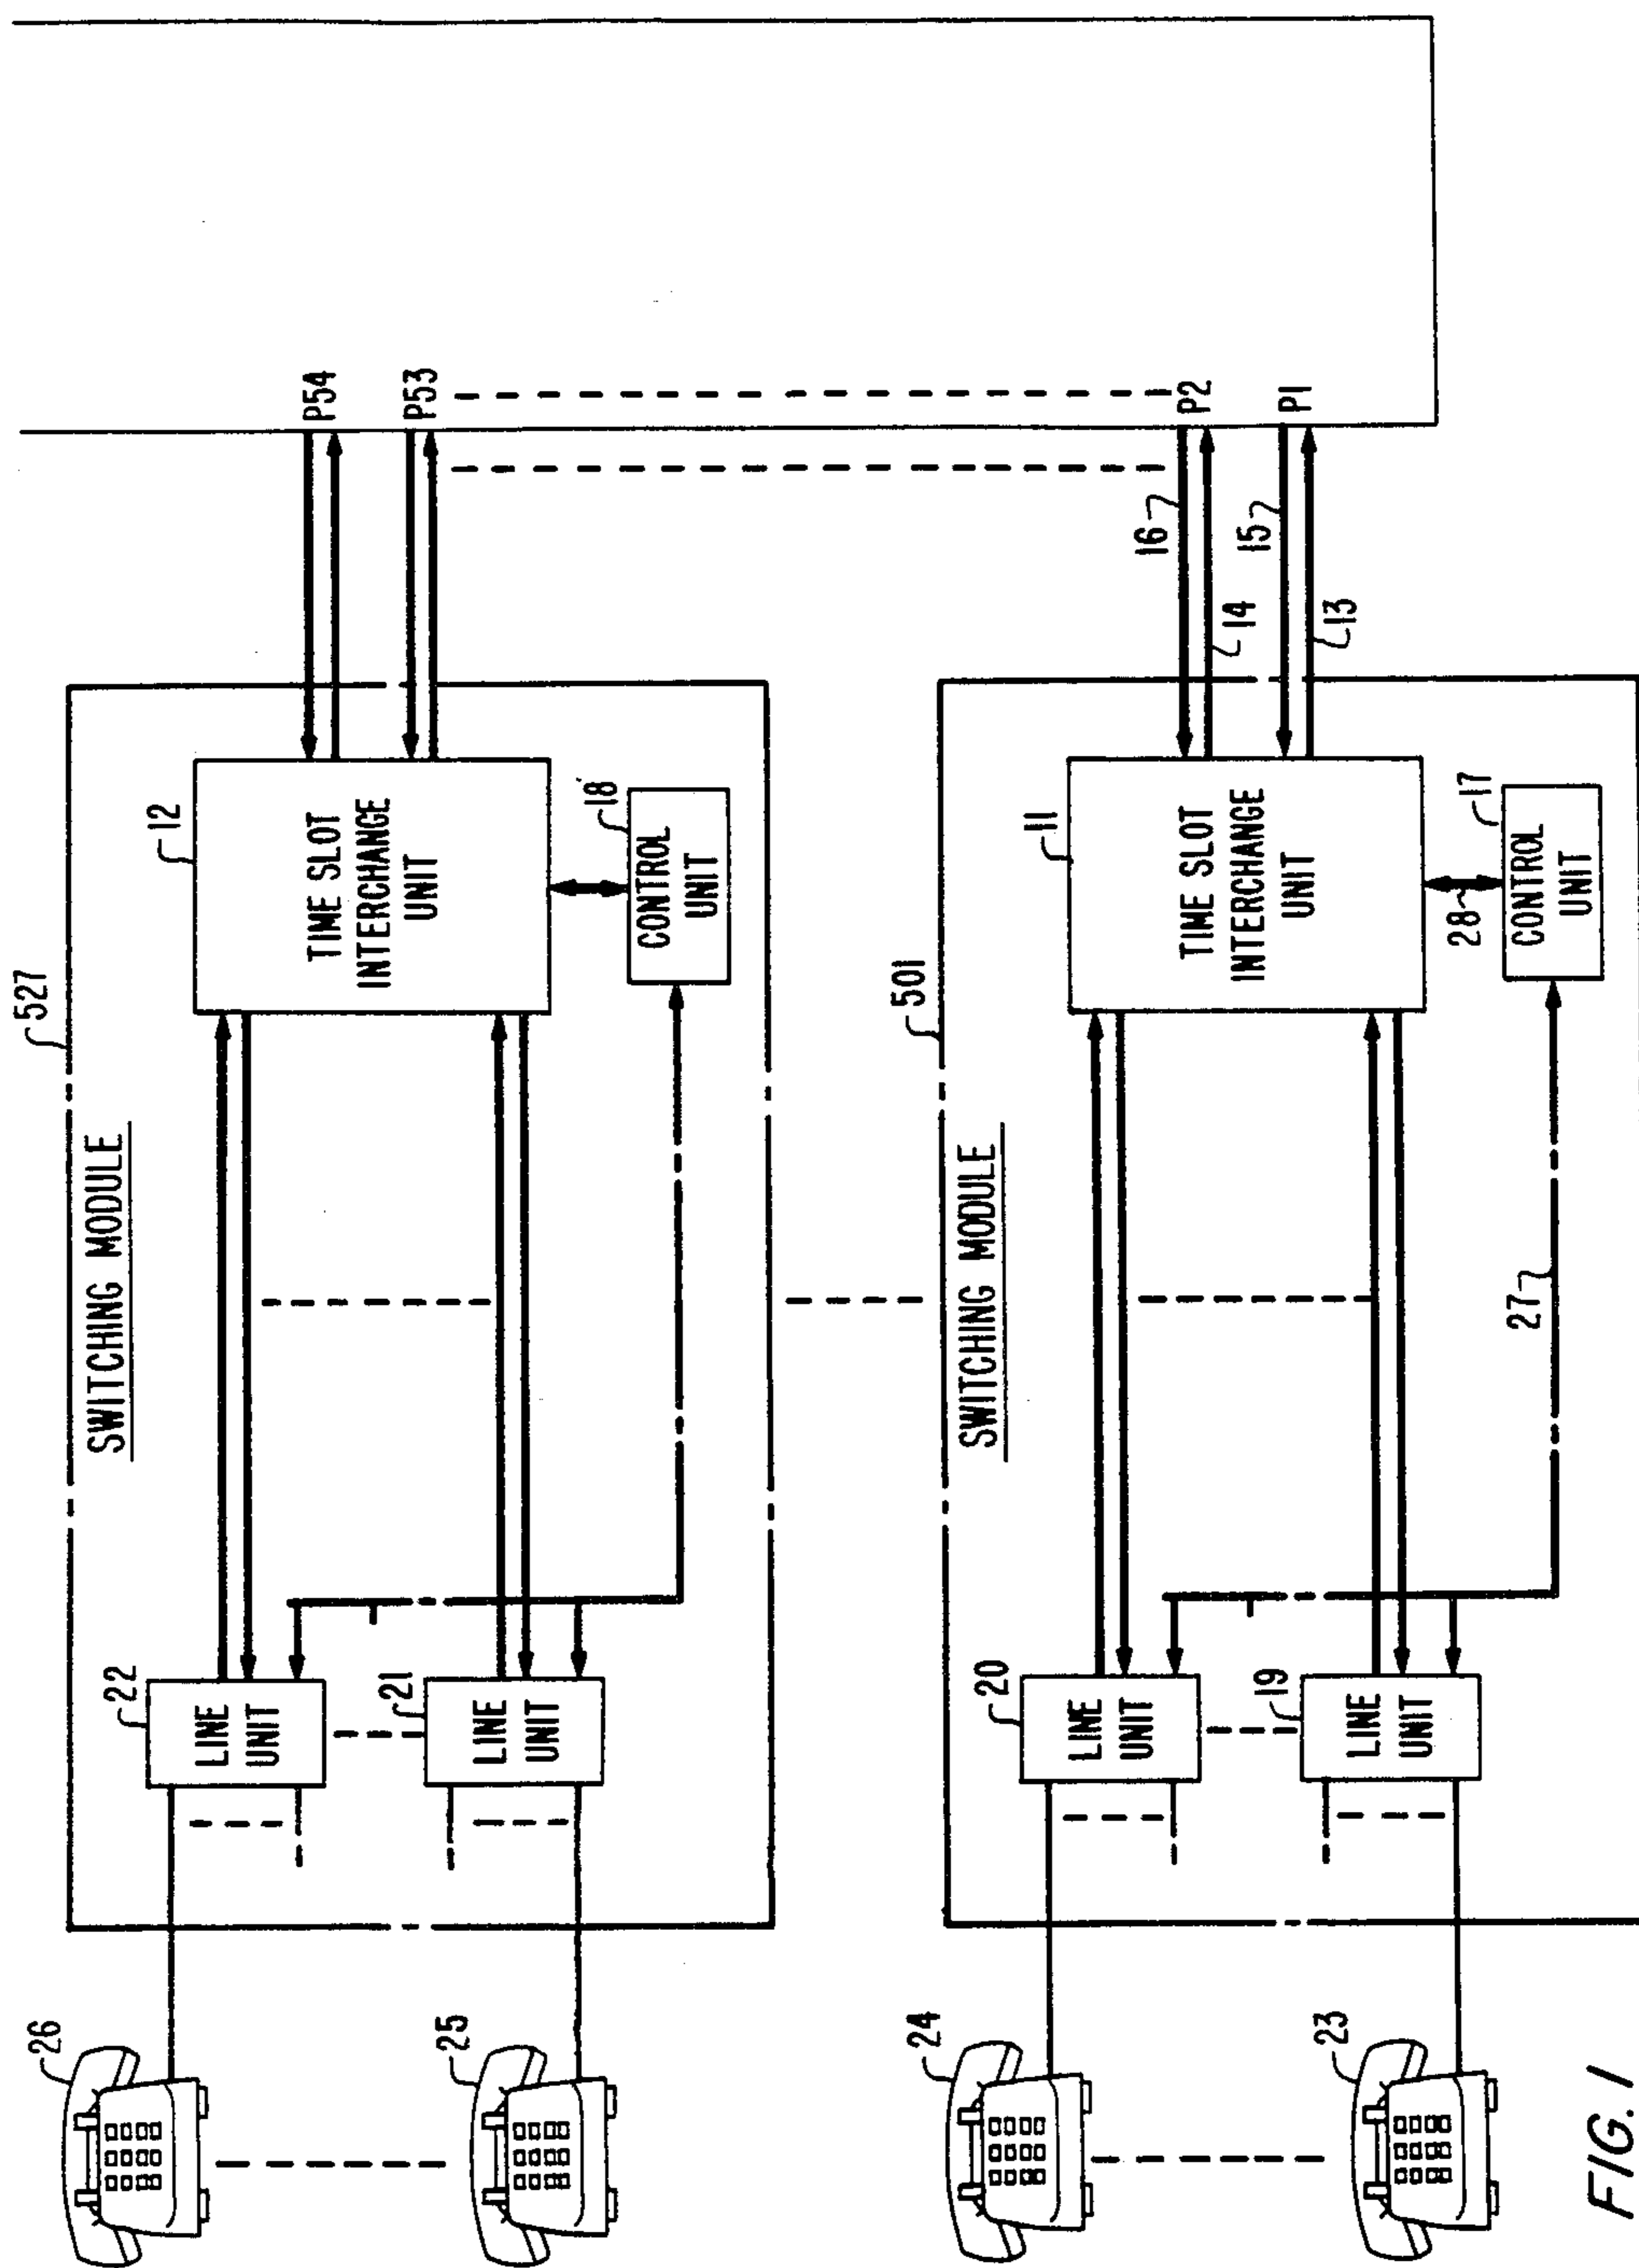 527
SWITCHING MODULE
26
22
LINE
UNIT
12
TIME SLOT
INTERCHANGE
UNIT
P54
P53
25
21
LINE
UNIT
18
CONTROL
UNIT
501
SWITCHING MODULE
24
20
LINE
UNIT
11
TIME SLOT
INTERCHANGE
UNIT
16
P2
14
15
P1
13
23
19
LINE
UNIT
28
17
CONTROL
UNIT
27
FIG. 1